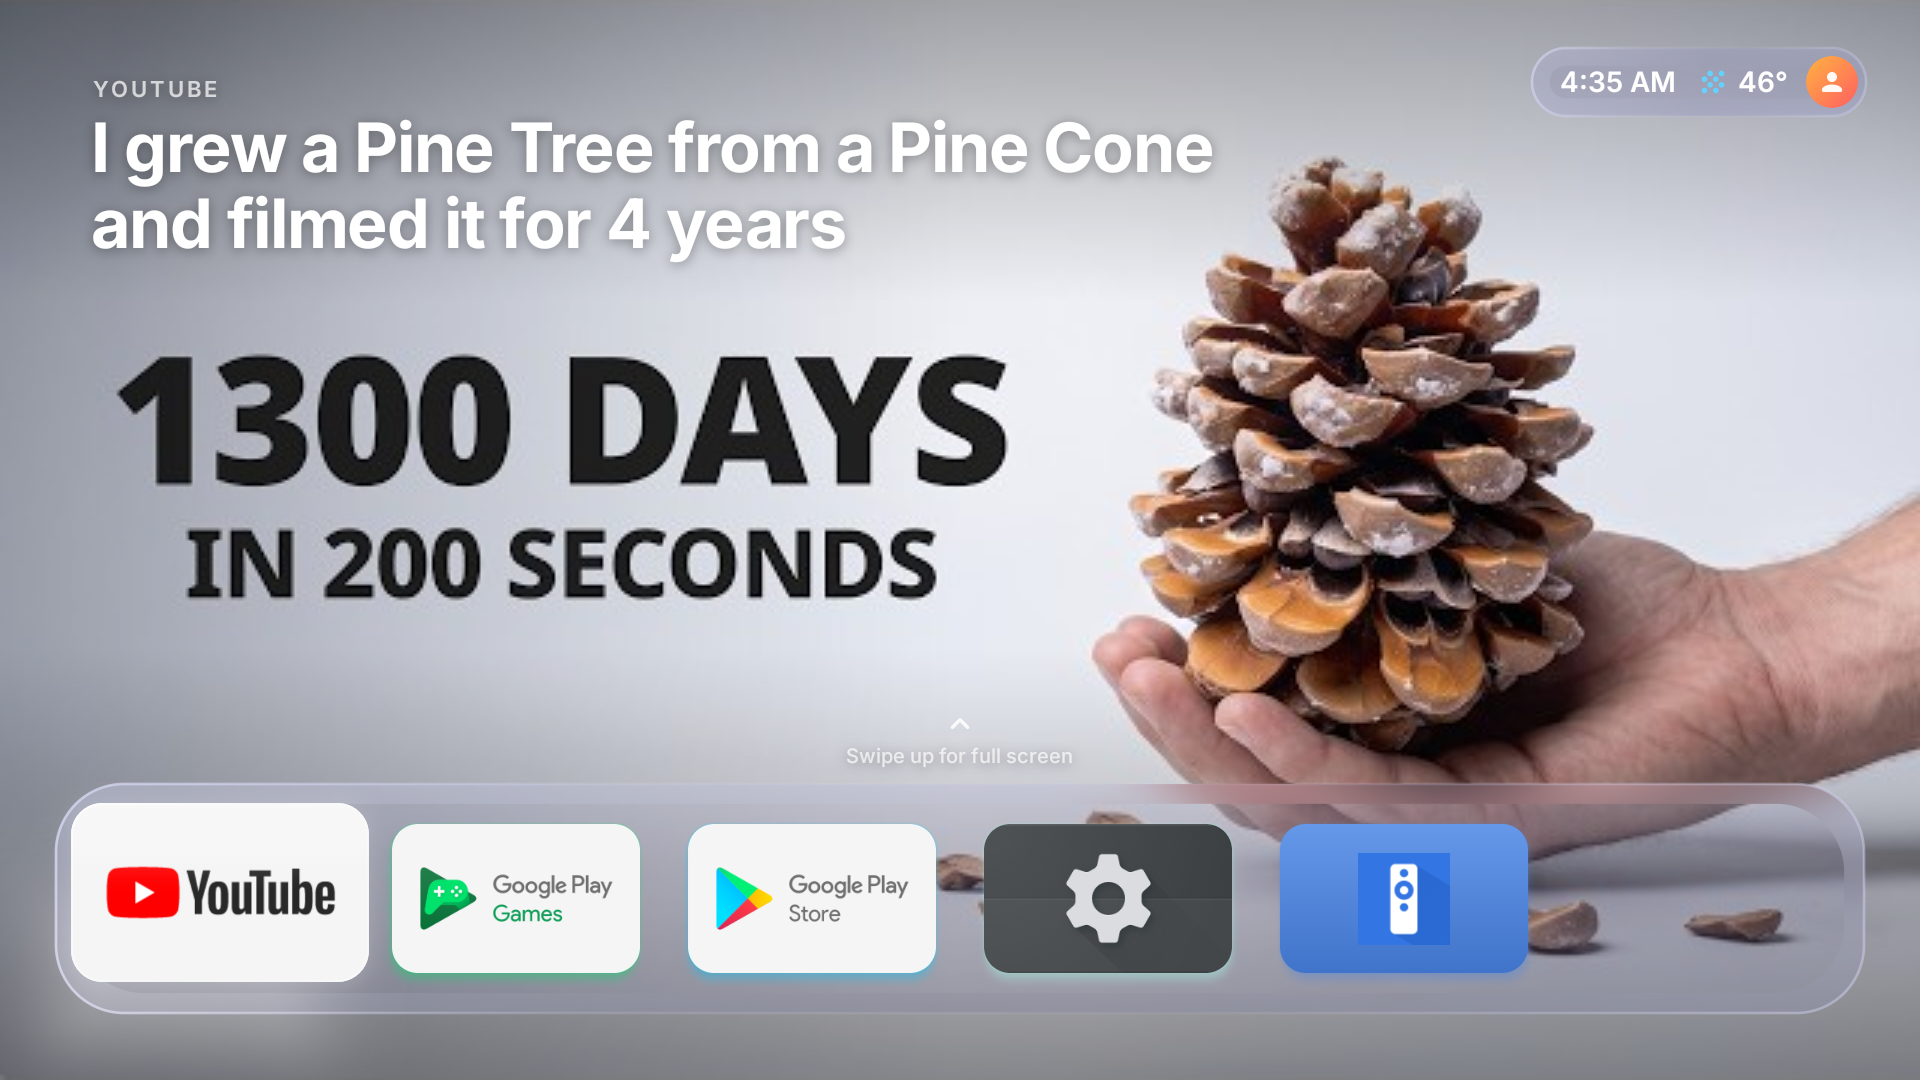 YOUTUBE
I grew a Pine Tree from a Pine Cone
and filmed it for 4 years
4:35 AM 46°
1300 DAYS
IN 200 SECONDS
Swipe up for full screen
YouTube
Google Play
Games
Google Play
Store